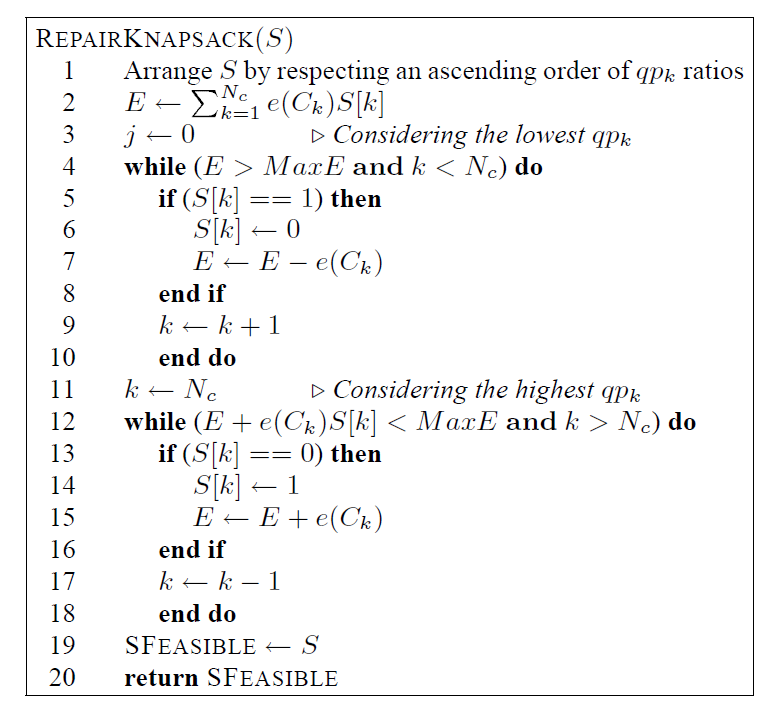 REPAIRKNAPSACK(S)
1 Arrange S by respecting an ascending order of qp_k ratios
2 E ← ∑_{k=1}^{N_c} e(C_k)S[k]
3 j ← 0 ▷ Considering the lowest qp_k
4 while (E > MaxE and k < N_c) do
5 if (S[k] == 1) then
6 S[k] ← 0
7 E ← E − e(C_k)
8 end if
9 k ← k + 1
10 end do
11 k ← N_c ▷ Considering the highest qp_k
12 while (E + e(C_k)S[k] < MaxE and k > N_c) do
13 if (S[k] == 0) then
14 S[k] ← 1
15 E ← E + e(C_k)
16 end if
17 k ← k − 1
18 end do
19 SFEASIBLE ← S
20 return SFEASIBLE